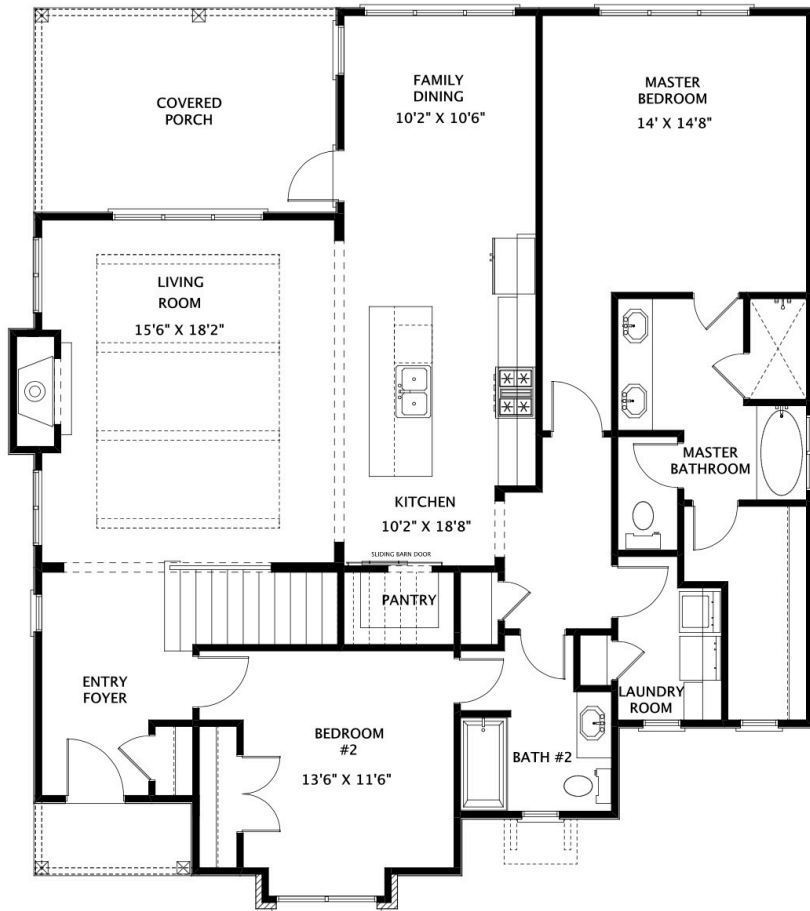 COVERED
PORCH
FAMILY
DINING
10'2" X 10'6"
MASTER
BEDROOM
14' X 14'8"
LIVING
ROOM
15'6" X 18'2"
MASTER
BATHROOM
KITCHEN
10'2" X 18'8"
SLIDING BARN DOOR
PANTRY
ENTRY
FOYER
LAUNDRY
ROOM
BEDROOM
#2
13'6" X 11'6"
BATH #2